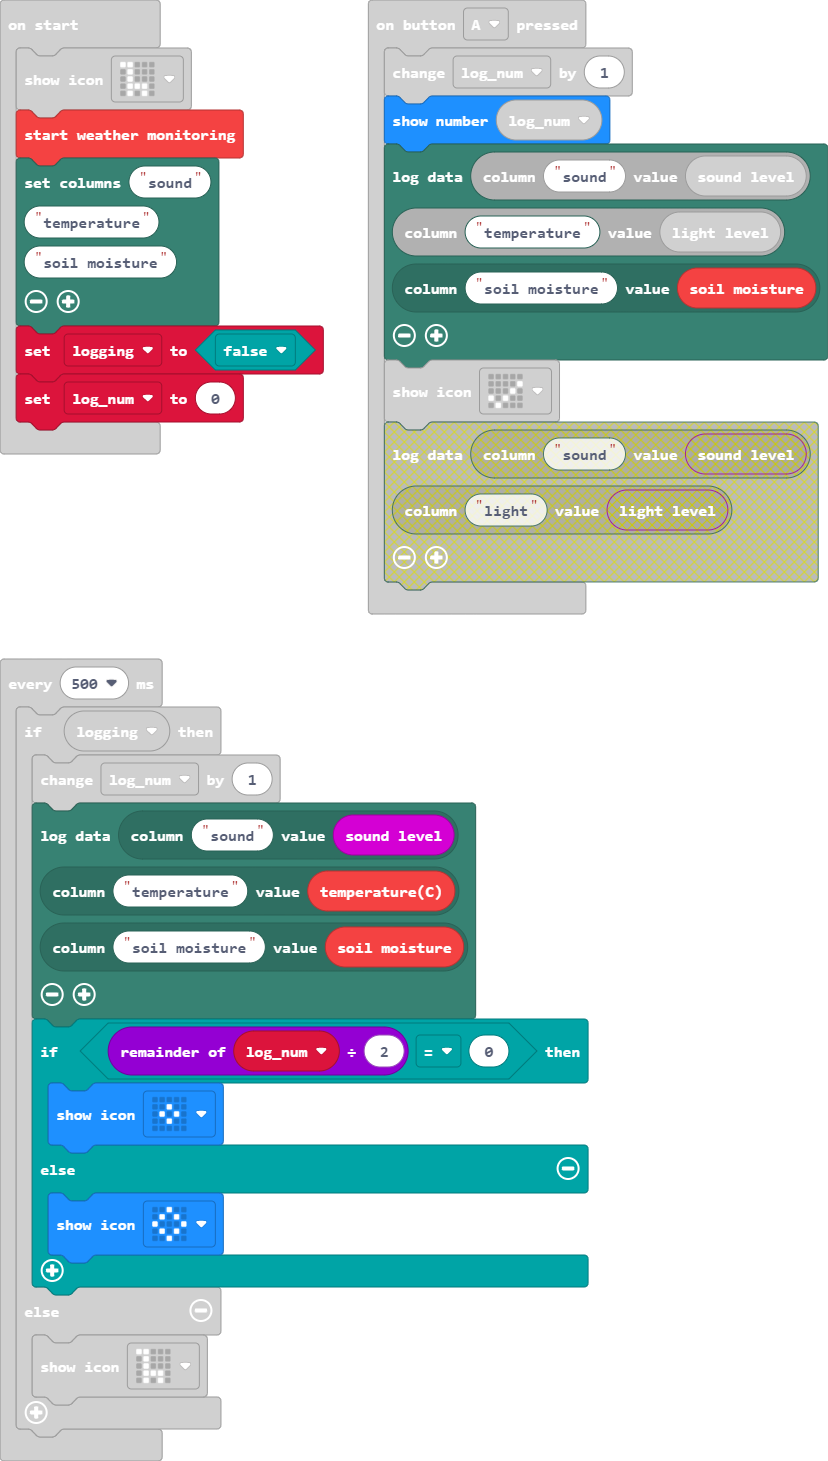 on start
show icon
start weather monitoring
set columns "sound"
"temperature"
"soil moisture"
set logging to false
set log_num to 0
on button A pressed
change log_num by 1
show number log_num
log data column "sound" value sound level
column "temperature" value light level
column "soil moisture" value soil moisture
show icon
log data column "sound" value sound level
column "light" value light level
every 500 ms
if logging then
change log_num by 1
log data column "sound" value sound level
column "temperature" value temperature(C)
column "soil moisture" value soil moisture
if remainder of log_num ÷ 2 = 0 then
show icon
else
show icon
else
show icon